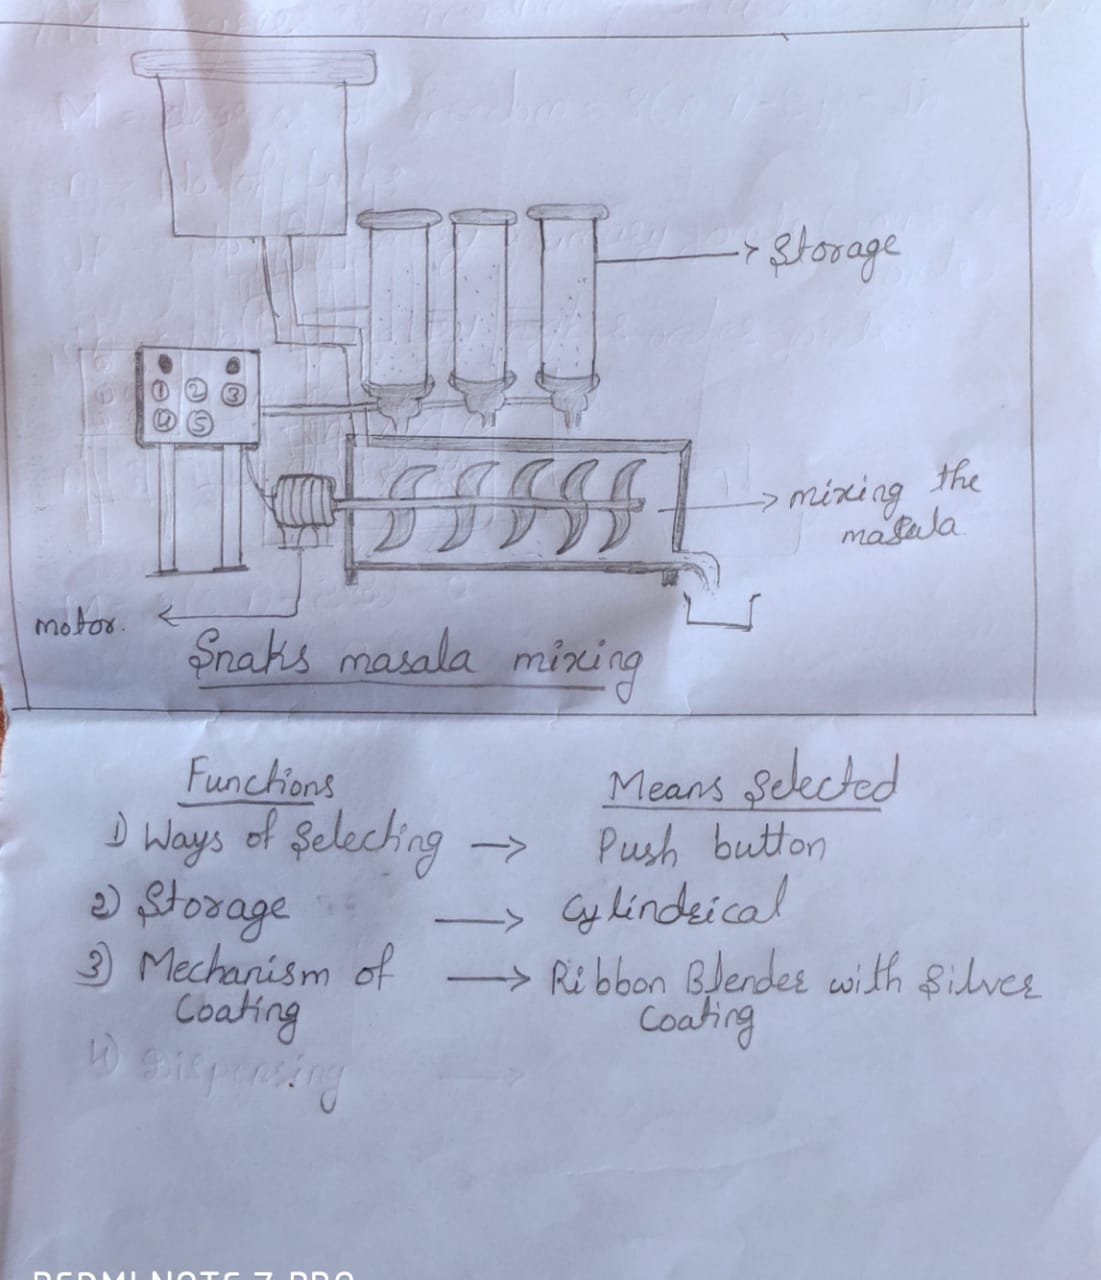 Storage
1 2 3
4 5
mixing the
masala
motor.
Snaks masala mixing
Functions
Means Selected
1) Ways of Selecting → Push button
2) Storage → Cylindrical
3) Mechanism of → Ribbon Blender with Silver
Coating
Coating
4) Dispensing →
REDMI NOTE 7 PRO